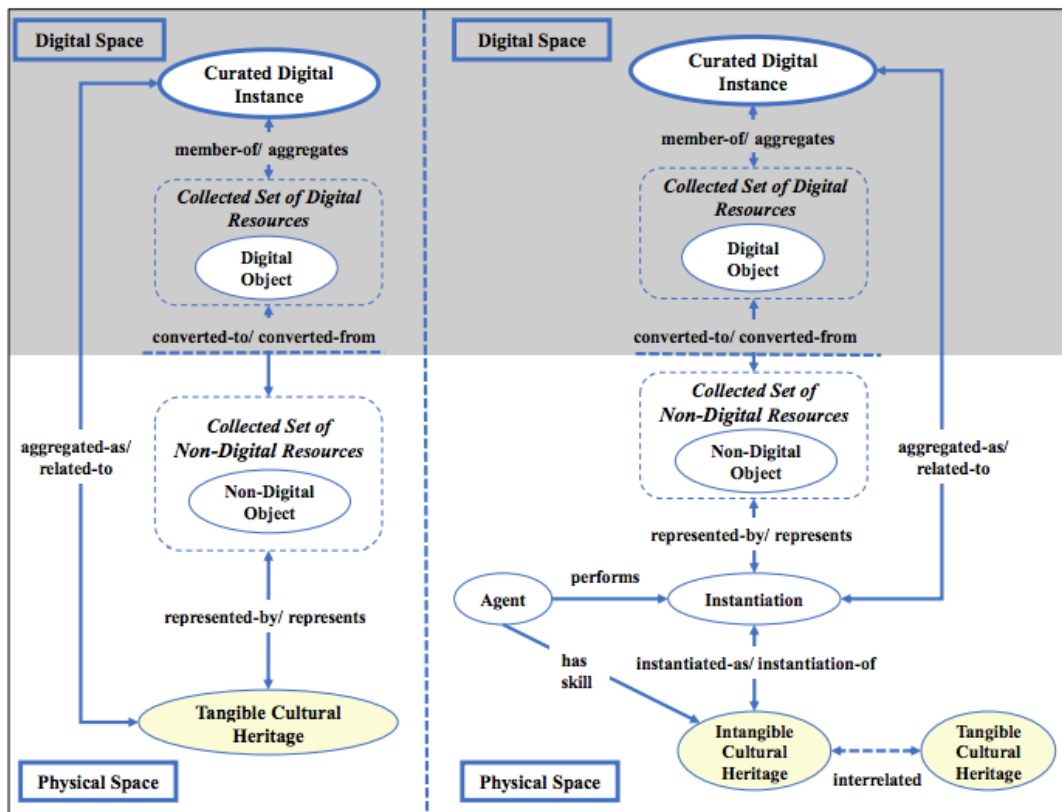 Digital Space
Curated Digital
Instance
member-of/ aggregates
Collected Set of Digital
Resources
Digital
Object
converted-to/ converted-from
Collected Set of
Non-Digital Resources
aggregated-as/
related-to
Non-Digital
Object
represented-by/ represents
Tangible Cultural
Heritage
Physical Space
Digital Space
Curated Digital
Instance
member-of/ aggregates
Collected Set of Digital
Resources
Digital
Object
converted-to/ converted-from
Collected Set of
Non-Digital Resources
Non-Digital
Object
aggregated-as/
related-to
represented-by/ represents
performs
Agent
Instantiation
has
skill
instantiated-as/ instantiation-of
Intangible
Cultural
Heritage
interrelated
Tangible
Cultural
Heritage
Physical Space